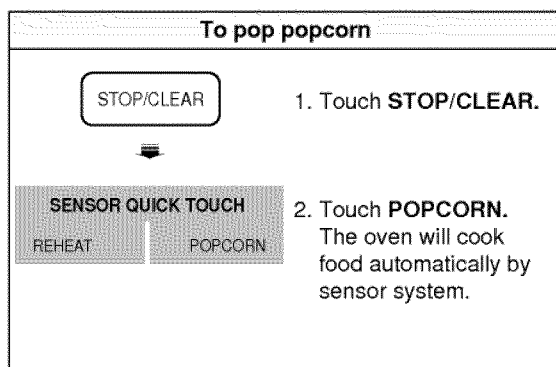 To pop popcorn
STOP/CLEAR
1. Touch STOP/CLEAR.
SENSOR QUICK TOUCH
REHEAT POPCORN
2. Touch POPCORN.
The oven will cook
food automatically by
sensor system.